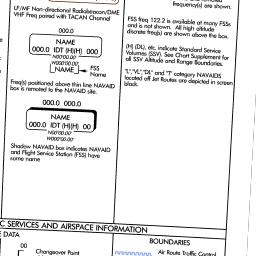 LF/MF Non-directional Radiobeacon/DME
VHF Freq paired with TACAN Channel
000.0
NAME
000.0 IDT (H)(H) 000
N00°00.00'
W000°00.00'
NAME
FSS
Name
Freq(s) positioned above thin line NAVAID
box is remoted to the NAVAID site.
000.0 000.0
NAME
000.0 IDT (H)(H) 00
N00°00.00'
W000°00.00'
Shadow NAVAID box indicates NAVAID
and Flight Service Station (FSS) have
same name
frequency(s) are shown.
FSS freq 122.2 is available at many FSSs
and is not shown. All high altitude
discrete freq(s) are shown above the box.
(H) (DL), etc, indicate Standard Service
Volumes (SSV). See Chart Supplement for
all SSV Altitude and Range Boundaries.
"L","VL","DL" and "T" category NAVAIDS
located off Jet Routes are depicted in screen
black.
C SERVICES AND AIRSPACE INFORMATION
E DATA
00
Changeover Point
BOUNDARIES
Air Route Traffic Control